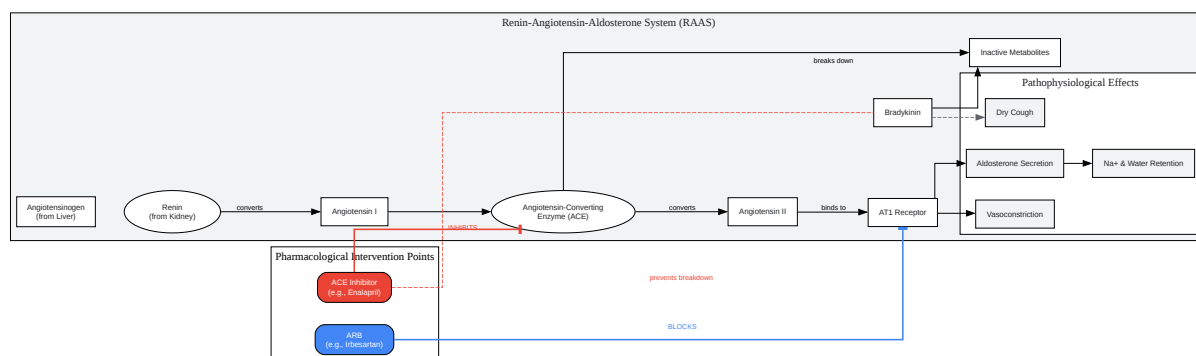 Renin-Angiotensin-Aldosterone System (RAAS)
Inactive Metabolites
breaks down
Pathophysiological Effects
Bradykinin
Dry Cough
Aldosterone Secretion
Na+ & Water Retention
Angiotensinogen
(from Liver)
Renin
(from Kidney)
converts
Angiotensin I
Angiotensin-Converting
Enzyme (ACE)
converts
Angiotensin II
binds to
AT1 Receptor
Vasoconstriction
INHIBITS
Pharmacological Intervention Points
ACE Inhibitor
(e.g., Enalapril)
prevents breakdown
ARB
(e.g., Irbesartan)
BLOCKS